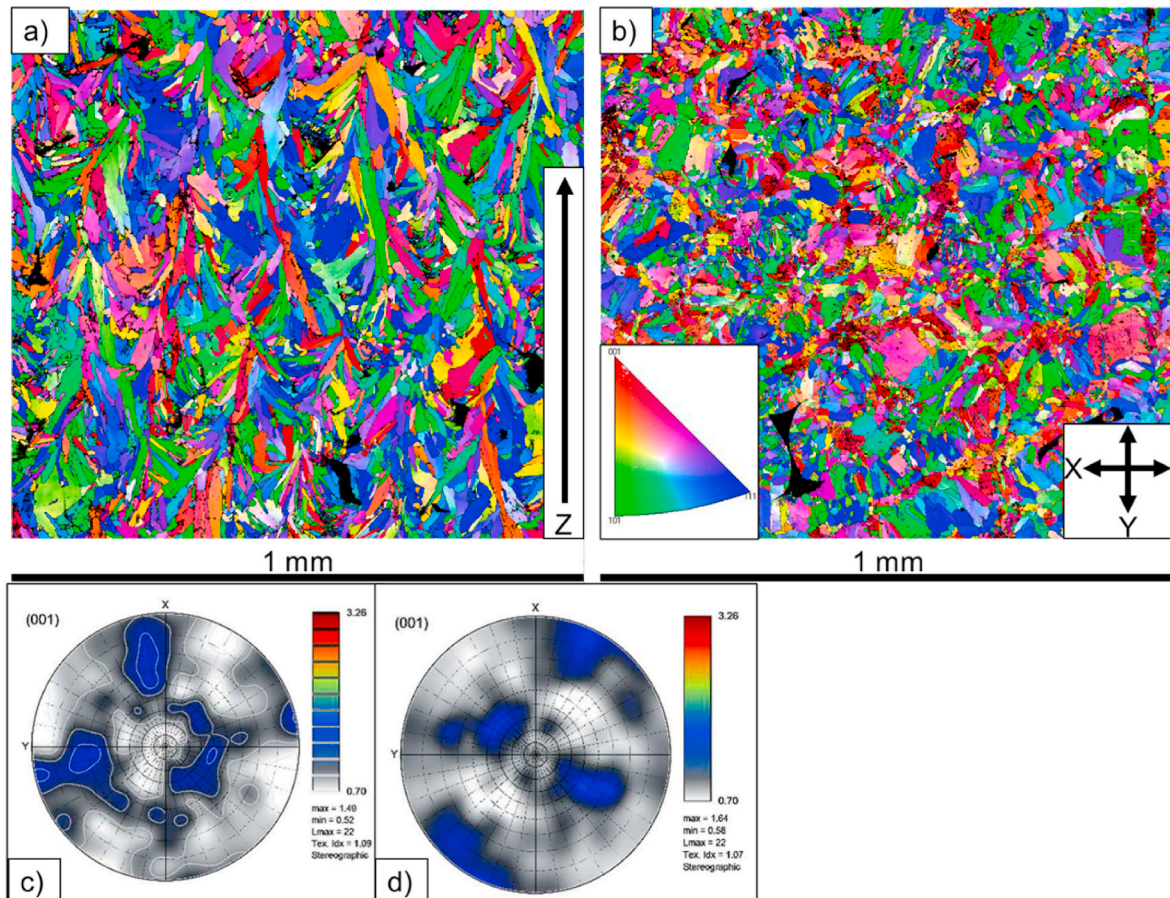 a)
Z
b)
001
101
111
X
Y
1 mm
1 mm
(001)
X
Y
3.26
0.70
max = 1.49
min = 0.52
Lmax = 22
Tex. Idx = 1.09
Stereographic
c)
(001)
X
Y
3.26
0.70
max = 1.64
min = 0.58
Lmax = 22
Tex. Idx = 1.07
Stereographic
d)